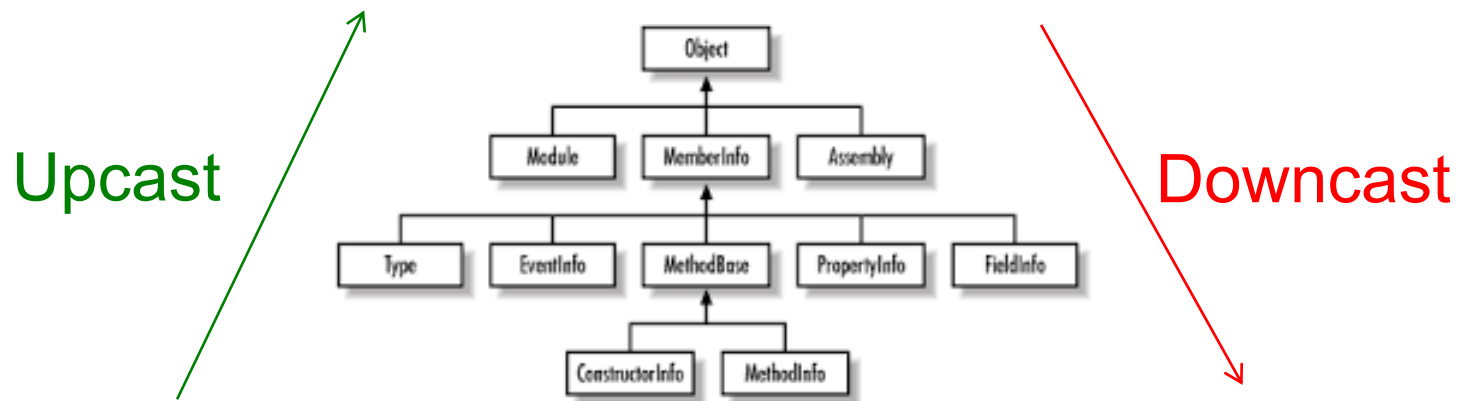 Object
Upcast
Module MemberInfo Assembly
Downcast
Type EventInfo MethodBase PropertyInfo FieldInfo
ConstructorInfo MethodInfo